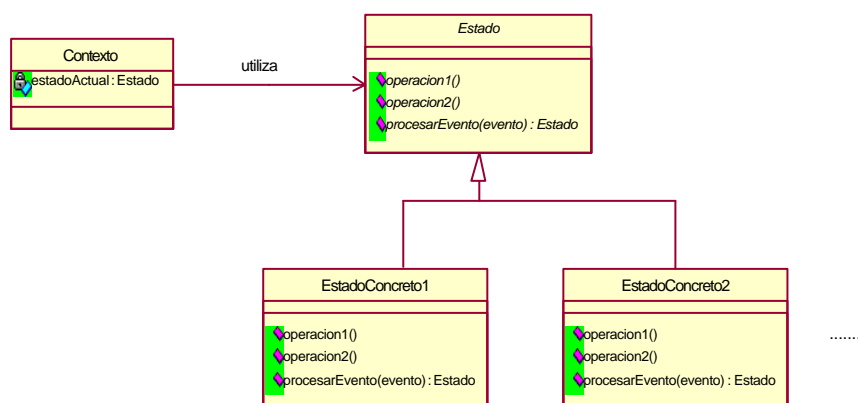 Estado
Contexto
estadoActual : Estado
utiliza
operacion1()
operacion2()
procesarEvento(evento) : Estado
EstadoConcreto1
operacion1()
operacion2()
procesarEvento(evento) : Estado
EstadoConcreto2
operacion1()
operacion2()
procesarEvento(evento) : Estado
.......